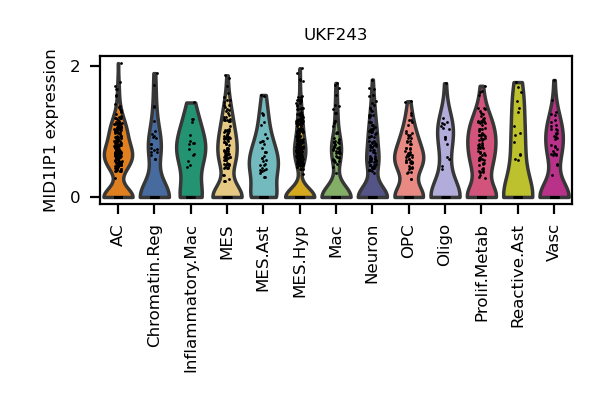 UKF243
MID1IP1 expression
2
0
AC
Chromatin.Reg
Inflammatory.Mac
MES
MES.Ast
MES.Hyp
Mac
Neuron
OPC
Oligo
Prolif.Metab
Reactive.Ast
Vasc